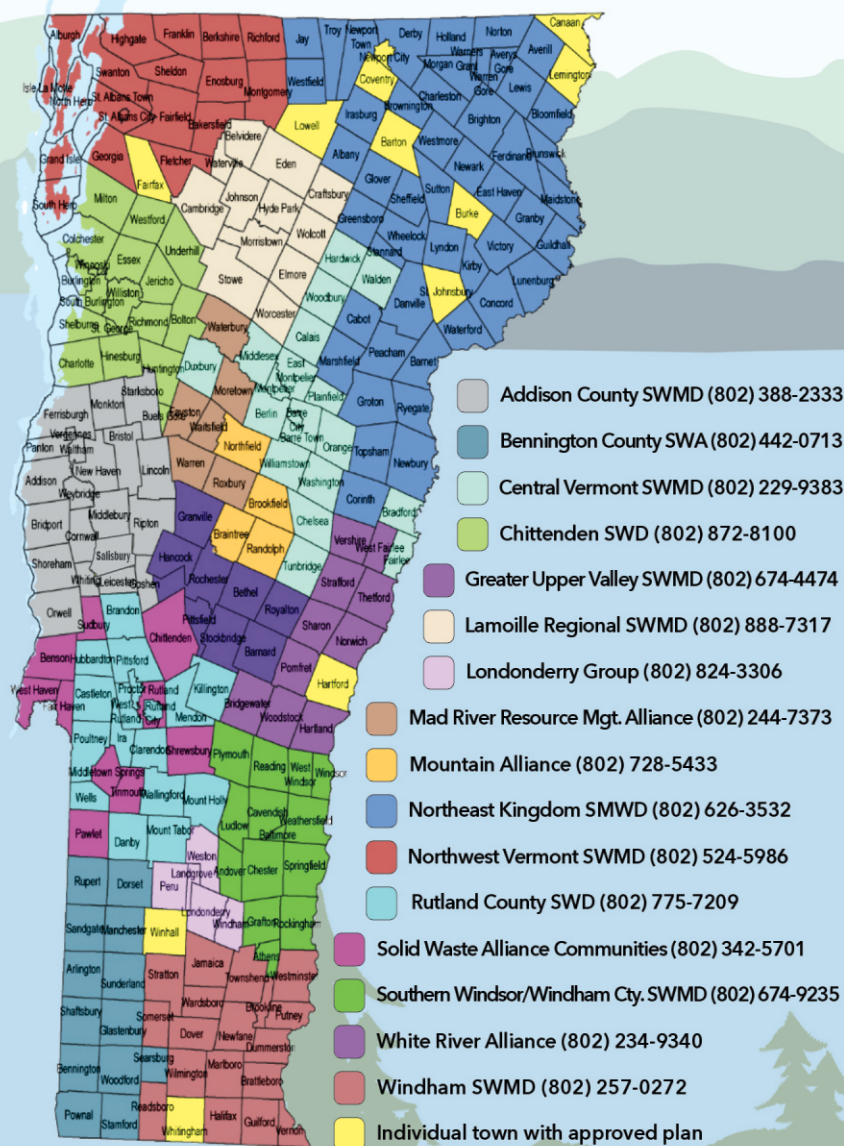 Canaan
Alburgh
Highgate
Franklin
Berkshire
Richford
Jay
Troy
Newport Town
Derby
Holland
Norton
Averill
Newport City
Morgan
Warners Grant
Averys Gore
Warren Gore
Lemington
Swanton
Sheldon
Enosburg
Montgomery
Westfield
Coventry
Charleston
Lewis
Isle La Motte
North Hero
St. Albans Town
St. Albans City
Fairfield
Bakersfield
Lowell
Irasburg
Brownington
Brighton
Bloomfield
Belvidere
Barton
Westmore
Ferdinand
Brunswick
Grand Isle
Georgia
Fairfax
Fletcher
Waterville
Eden
Albany
Glover
Newark
Maidstone
South Hero
Milton
Westford
Cambridge
Johnson
Hyde Park
Craftsbury
Greensboro
Sheffield
Sutton
East Haven
Burke
Granby
Guildhall
Colchester
Essex
Underhill
Morristown
Wolcott
Stannard
Wheelock
Lyndon
Victory
Winooski
Burlington
Williston
Jericho
Stowe
Elmore
Hardwick
Walden
Kirby
Lunenburg
South Burlington
Woodbury
Danville
St. Johnsbury
Concord
Shelburne
St. George
Richmond
Bolton
Waterbury
Worcester
Calais
Cabot
Waterford
Charlotte
Hinesburg
Huntington
Duxbury
Middlesex
East Montpelier
Montpelier
Marshfield
Peacham
Barnet
Starksboro
Moretown
Plainfield
Ferrisburgh
Monkton
Buels Gore
Fayston
Waitsfield
Berlin
Barre City
Barre Town
Groton
Ryegate
Vergennes
Panton
Waltham
Bristol
Northfield
Orange
Topsham
Newbury
Addison
New Haven
Lincoln
Warren
Williamstown
Weybridge
Roxbury
Washington
Corinth
Bridport
Middlebury
Ripton
Granville
Brookfield
Chelsea
Bradford
Cornwall
Braintree
Randolph
Vershire
West Fairlee
Fairlee
Shoreham
Salisbury
Hancock
Tunbridge
Whiting
Leicester
Goshen
Rochester
Strafford
Thetford
Orwell
Bethel
Royalton
Sudbury
Brandon
Chittenden
Pittsfield
Stockbridge
Sharon
Norwich
Benson
Hubbardton
Pittsford
Barnard
Pomfret
Hartford
West Haven
Fair Haven
Castleton
Proctor
Rutland
West Rutland
Rutland City
Killington
Mendon
Bridgewater
Woodstock
Hartland
Poultney
Ira
Clarendon
Shrewsbury
Plymouth
Reading
West Windsor
Windsor
Middletown Springs
Tinmouth
Wallingford
Mount Holly
Wells
Ludlow
Cavendish
Baltimore
Weathersfield
Pawlet
Danby
Mount Tabor
Weston
Landgrove
Andover
Chester
Springfield
Rupert
Dorset
Peru
Londonderry
Windham
Grafton
Rockingham
Sandgate
Manchester
Winhall
Athens
Arlington
Sunderland
Stratton
Jamaica
Townshend
Westminster
Shaftsbury
Glastenbury
Somerset
Wardsboro
Brookline
Putney
Dover
Newfane
Dummerston
Bennington
Woodford
Searsburg
Wilmington
Marlboro
Brattleboro
Pownal
Stamford
Readsboro
Whitingham
Halifax
Guilford
Vernon
Addison County SWMD (802) 388-2333
Bennington County SWA (802) 442-0713
Central Vermont SWMD (802) 229-9383
Chittenden SWD (802) 872-8100
Greater Upper Valley SWMD (802) 674-4474
Lamoille Regional SWMD (802) 888-7317
Londonderry Group (802) 824-3306
Mad River Resource Mgt. Alliance (802) 244-7373
Mountain Alliance (802) 728-5433
Northeast Kingdom SMWD (802) 626-3532
Northwest Vermont SWMD (802) 524-5986
Rutland County SWD (802) 775-7209
Solid Waste Alliance Communities (802) 342-5701
Southern Windsor/Windham Cty. SWMD (802) 674-9235
White River Alliance (802) 234-9340
Windham SWMD (802) 257-0272
Individual town with approved plan